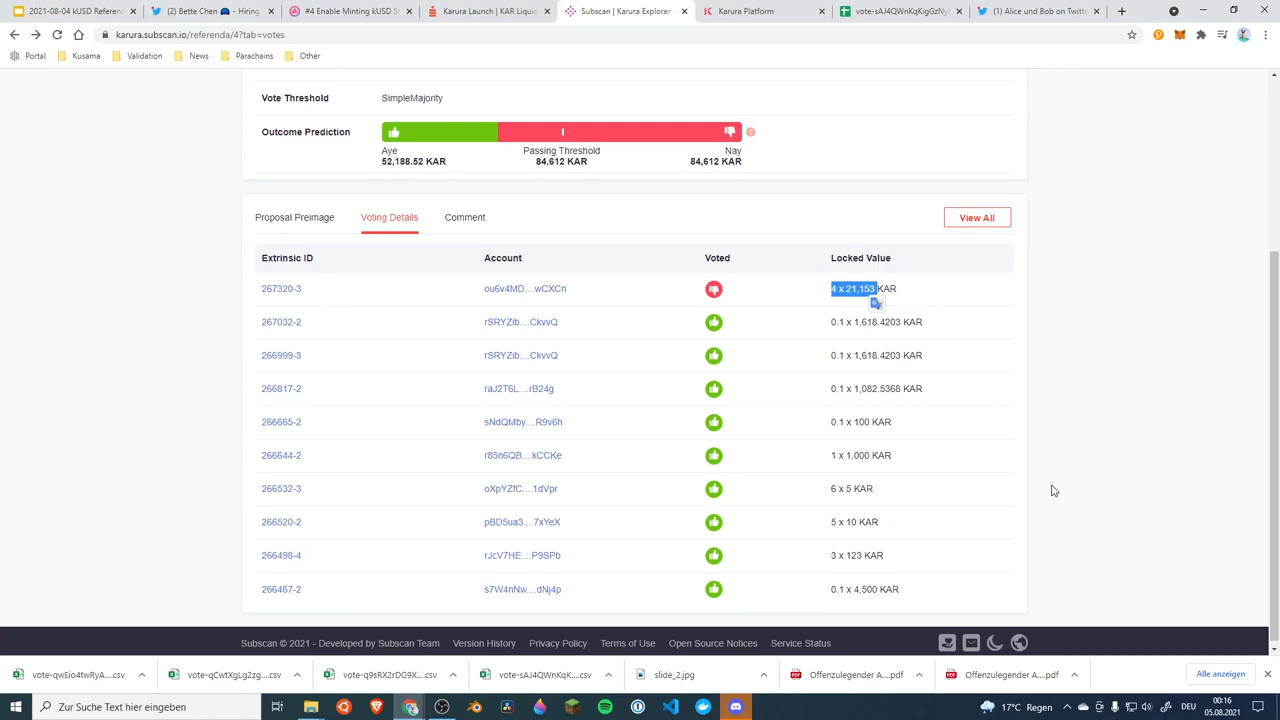 2021-08-04 kUSD Referend
(2) Bette Chen
- Hiring
#4 Enable Minting kUSD St
Karura Launch | KAR Liquid
Subscan | Karura Explorer
Karura Platform
vote-sAJ4QWnKqKigGzNyl
(2) Alice und Bob on Twitte
karura.subscan.io/referenda/4?tab=votes
Portal Kusama Validation News Parachains Other
Vote Threshold SimpleMajority
Outcome Prediction
Aye Passing Threshold Nay
52,188.52 KAR 84,612 KAR 84,612 KAR
Proposal Preimage Voting Details Comment View All
Extrinsic ID Account Voted Locked Value
267320-3 ou6v4MD....wCXCn 4 x 21,153 KAR
267032-2 rSRYZib....CkvvQ 0.1 x 1,618.4203 KAR
266999-3 rSRYZib....CkvvQ 0.1 x 1,618.4203 KAR
266817-2 raJ2T6L....rB24g 0.1 x 1,082.5368 KAR
266665-2 sNdQMby....R9v6h 0.1 x 100 KAR
266644-2 r85n6QB....kCCKe 1 x 1,000 KAR
266532-3 oXpYZfC....1dVpr 6 x 5 KAR
266520-2 pBD5ua3....7xYeX 5 x 10 KAR
266498-4 rJcV7HE....P9SPb 3 x 123 KAR
266467-2 s7W4nNw....dNj4p 0.1 x 4,500 KAR
Subscan © 2021 - Developed by Subscan Team Version History Privacy Policy Terms of Use Open Source Notices Service Status
vote-qwEio4twRyA....csv vote-qCwtXgLg2zg....csv vote-q9sRX2rDG9X....csv vote-sAJ4QWnKqK....csv slide_2.jpg Offenzulegender A....pdf Offenzulegender A....pdf Alle anzeigen
Zur Suche Text hier eingeben
17°C Regen
DEU
00:16
05.08.2021